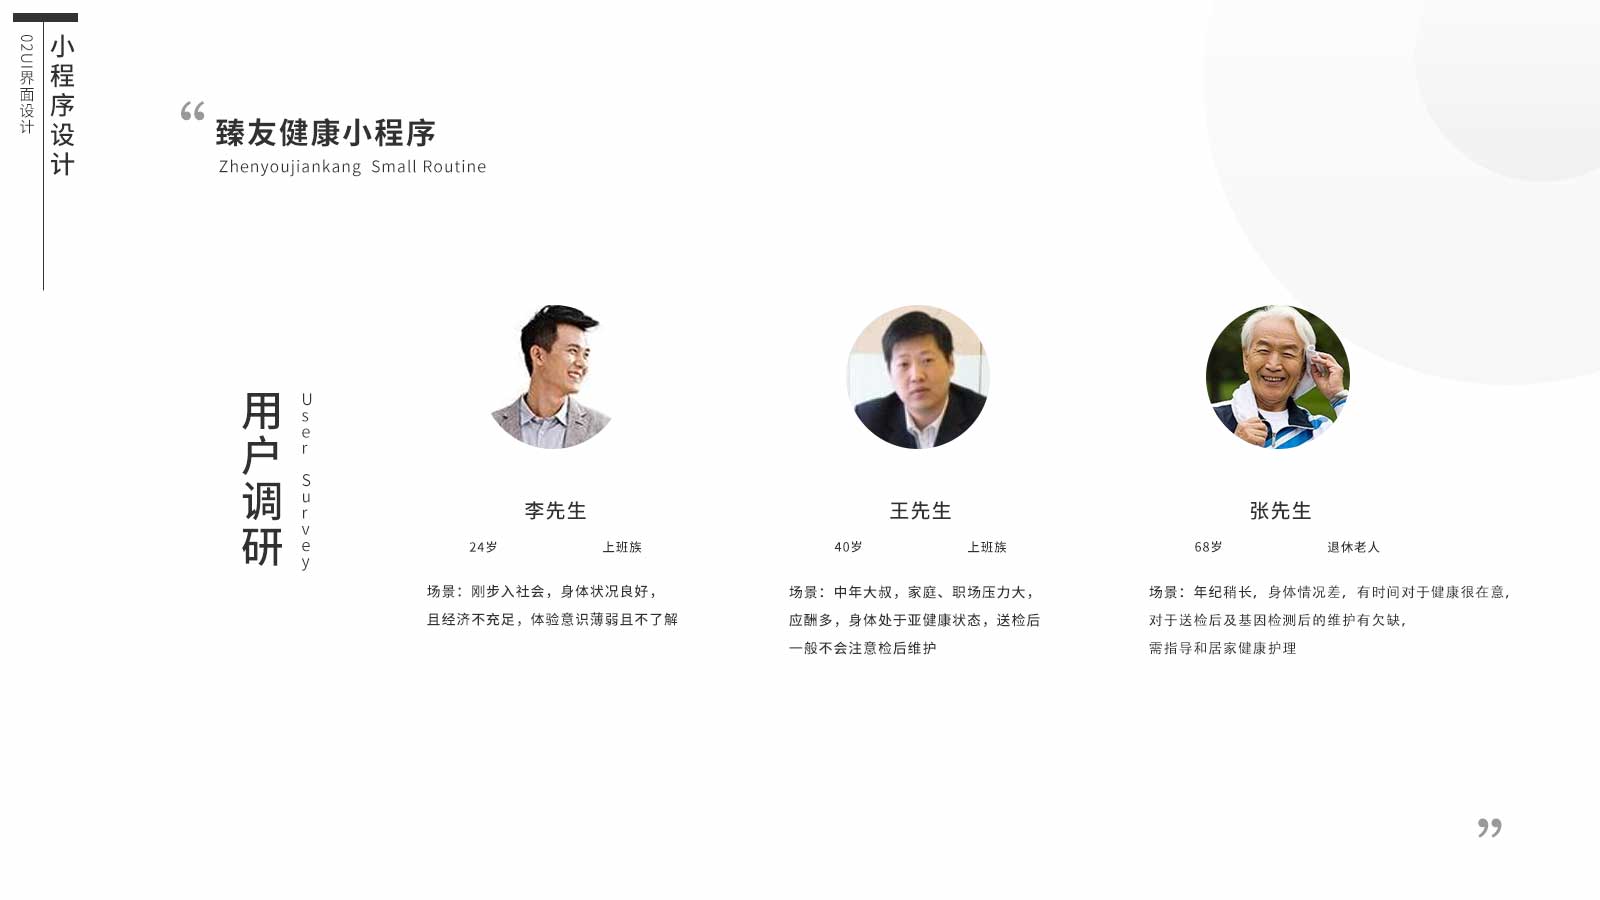 小程序设计
02UI界面设计
“
臻友健康小程序
Zhenyoujiankang Small Routine
用户调研
User Survey
李先生
24岁 上班族
场景：刚步入社会，身体状况良好，
且经济不充足，体验意识薄弱且不了解
王先生
40岁 上班族
场景：中年大叔，家庭、职场压力大，
应酬多，身体处于亚健康状态，送检后
一般不会注意检后维护
张先生
68岁 退休老人
场景：年纪稍长，身体情况差，有时间对于健康很在意，
对于送检后及基因检测后的维护有欠缺，
需指导和居家健康护理
”